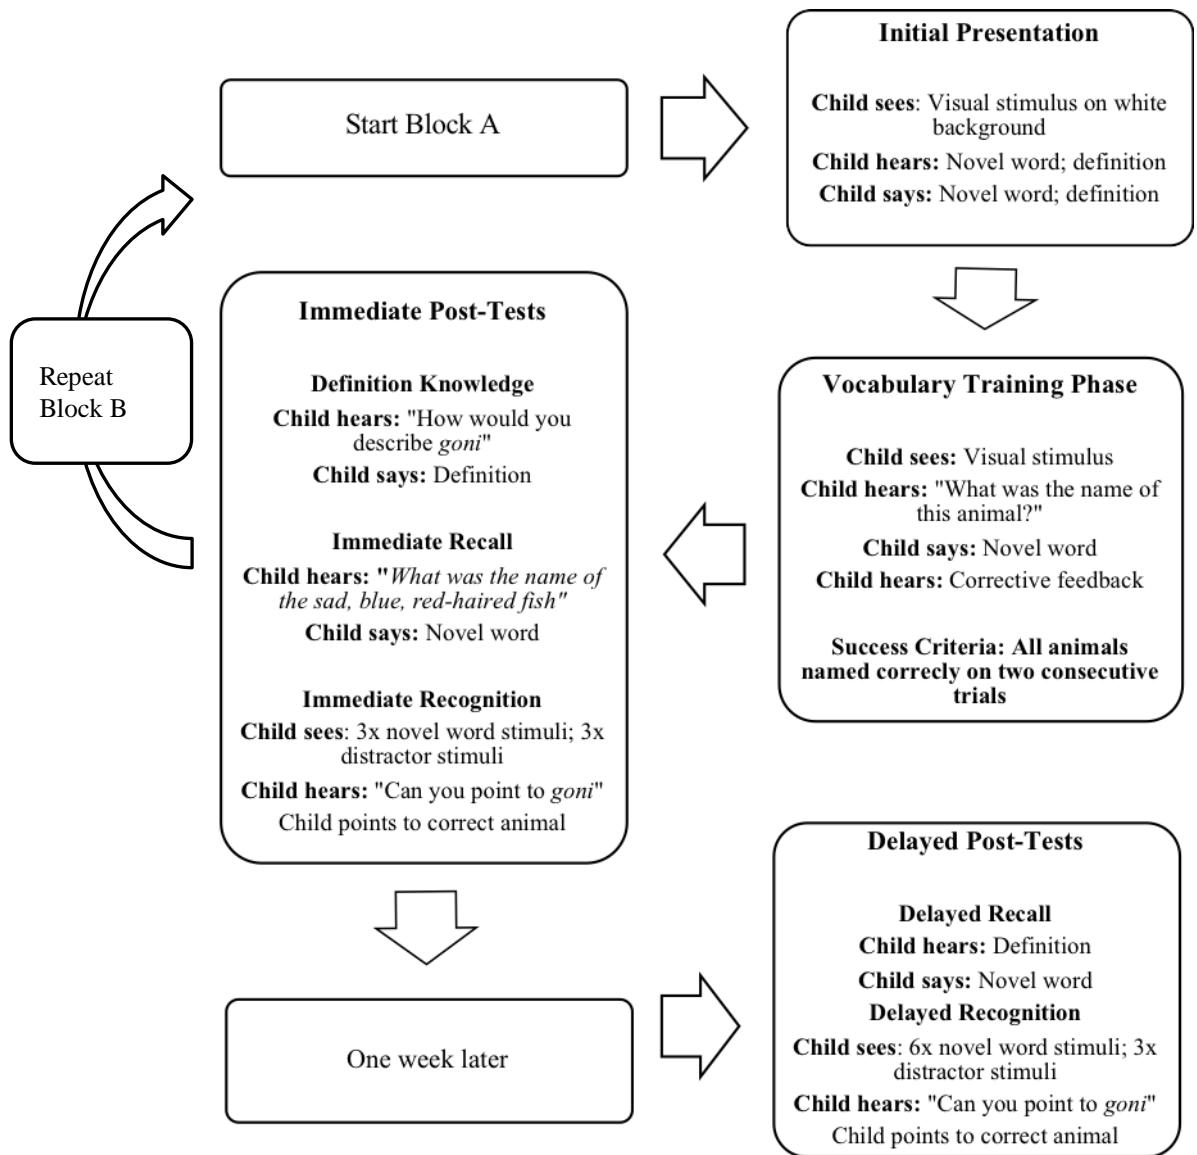 Start Block A
Initial Presentation
Child sees: Visual stimulus on white
background
Child hears: Novel word; definition
Child says: Novel word; definition
Vocabulary Training Phase
Child sees: Visual stimulus
Child hears: "What was the name of
this animal?"
Child says: Novel word
Child hears: Corrective feedback
Success Criteria: All animals
named correcly on two consecutive
trials
Immediate Post-Tests
Definition Knowledge
Child hears: "How would you
describe goni"
Child says: Definition
Immediate Recall
Child hears: "What was the name of
the sad, blue, red-haired fish"
Child says: Novel word
Immediate Recognition
Child sees: 3x novel word stimuli; 3x
distractor stimuli
Child hears: "Can you point to goni"
Child points to correct animal
Repeat
Block B
One week later
Delayed Post-Tests
Delayed Recall
Child hears: Definition
Child says: Novel word
Delayed Recognition
Child sees: 6x novel word stimuli; 3x
distractor stimuli
Child hears: "Can you point to goni"
Child points to correct animal